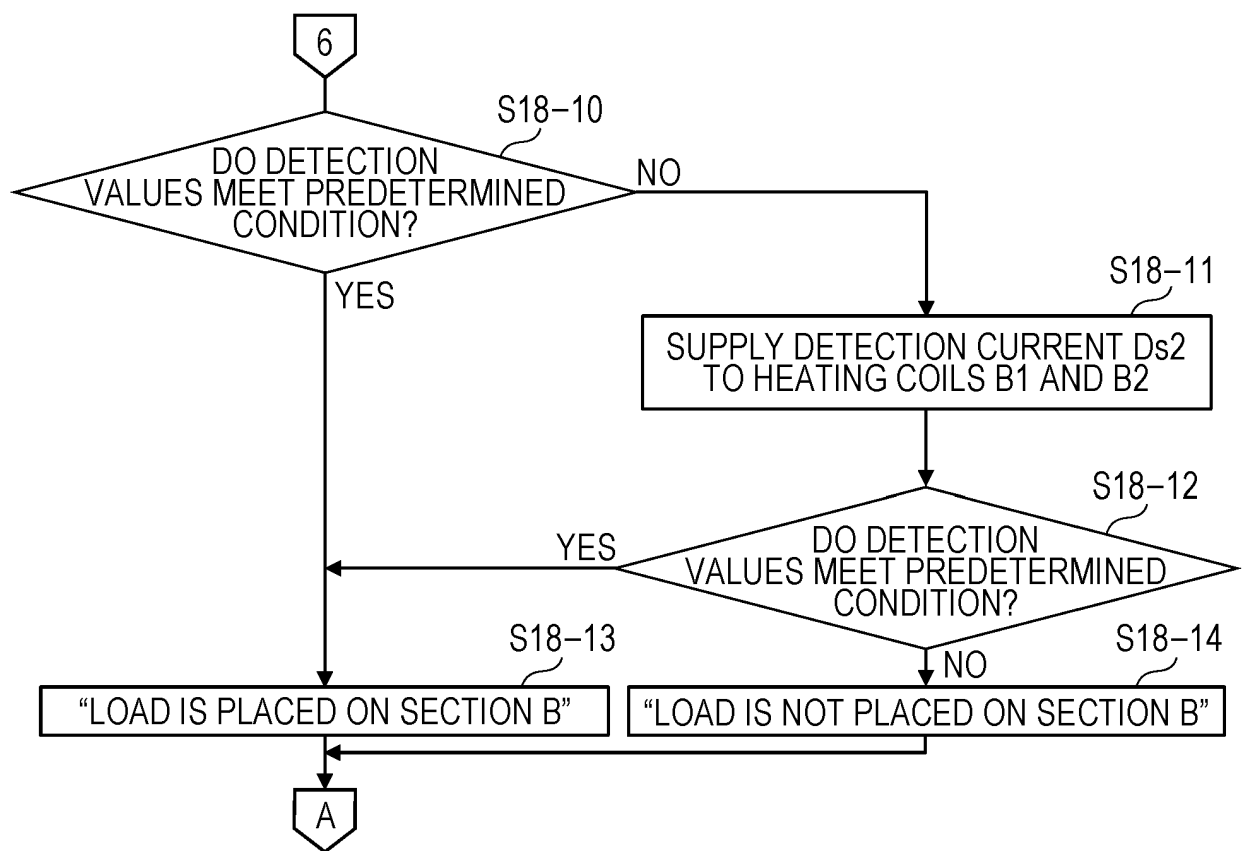 6
S18–10
DO DETECTION
VALUES MEET PREDETERMINED
CONDITION?
NO
YES
S18–11
SUPPLY DETECTION CURRENT Ds2
TO HEATING COILS B1 AND B2
S18–12
DO DETECTION
VALUES MEET PREDETERMINED
CONDITION?
YES
NO
S18–13
“LOAD IS PLACED ON SECTION B”
S18–14
“LOAD IS NOT PLACED ON SECTION B”
A